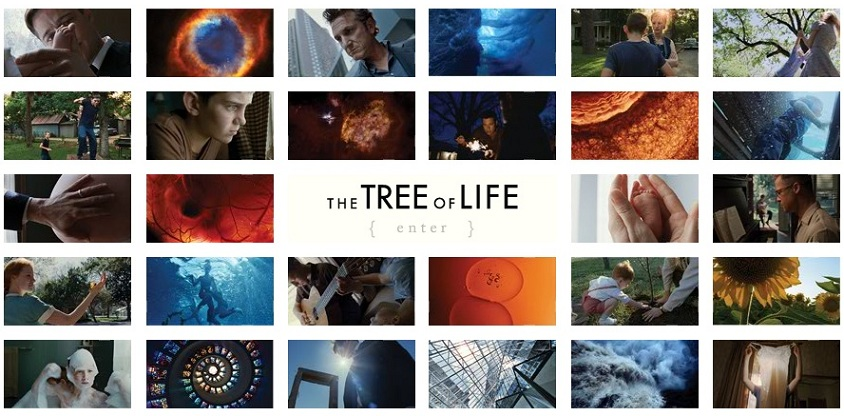 THE TREE OF LIFE
{ enter }